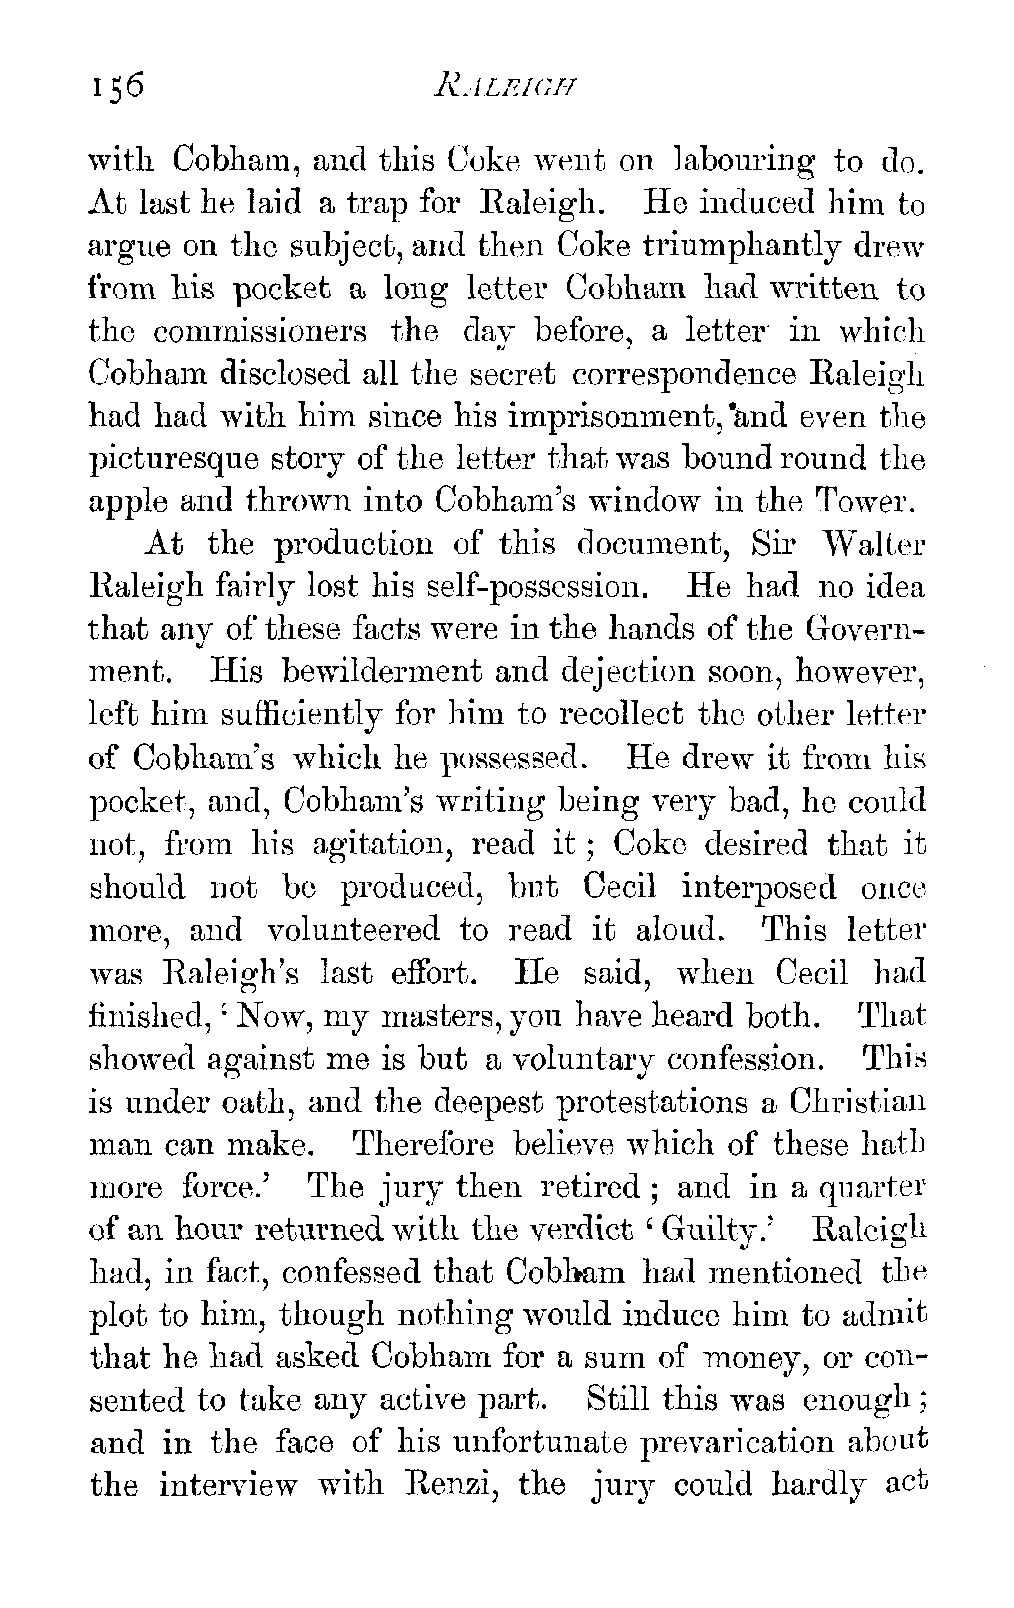 156 RALEIGH
with Cobham, and this Coke went on labouring to do.
At last he laid a trap for Raleigh. He induced him to
argue on the subject, and then Coke triumphantly drew
from his pocket a long letter Cobham had written to
the commissioners the day before, a letter in which
Cobham disclosed all the secret correspondence Raleigh
had had with him since his imprisonment, and even the
picturesque story of the letter that was bound round the
apple and thrown into Cobham's window in the Tower.
At the production of this document, Sir Walter
Raleigh fairly lost his self-possession. He had no idea
that any of these facts were in the hands of the Govern-
ment. His bewilderment and dejection soon, however,
left him sufficiently for him to recollect the other letter
of Cobham's which he possessed. He drew it from his
pocket, and, Cobham's writing being very bad, he could
not, from his agitation, read it ; Coke desired that it
should not be produced, but Cecil interposed once
more, and volunteered to read it aloud. This letter
was Raleigh's last effort. He said, when Cecil had
finished, ‘ Now, my masters, you have heard both. That
showed against me is but a voluntary confession. This
is under oath, and the deepest protestations a Christian
man can make. Therefore believe which of these hath
more force.’ The jury then retired ; and in a quarter
of an hour returned with the verdict ‘ Guilty.’ Raleigh
had, in fact, confessed that Cobham had mentioned the
plot to him, though nothing would induce him to admit
that he had asked Cobham for a sum of money, or con-
sented to take any active part. Still this was enough ;
and in the face of his unfortunate prevarication about
the interview with Renzi, the jury could hardly act